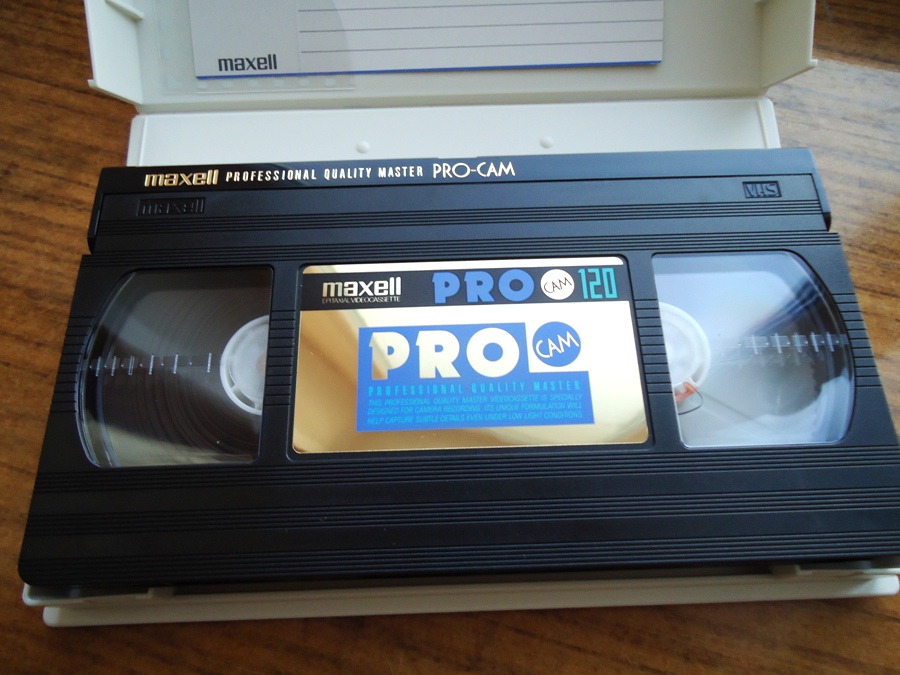 maxell
maxell PROFESSIONAL QUALITY MASTER PRO-CAM
maxell
VHS
maxell
EPITAXIAL VIDEOCASSETTE
PRO CAM 120
PRO CAM
PROFESSIONAL QUALITY MASTER
THIS PROFESSIONAL QUALITY MASTER VIDEOCASSETTE IS SPECIALLY
DESIGNED FOR CAMERA RECORDING. ITS UNIQUE FORMULATION WILL
HELP CAPTURE SUBTLE DETAILS EVEN UNDER LOW LIGHT CONDITIONS.